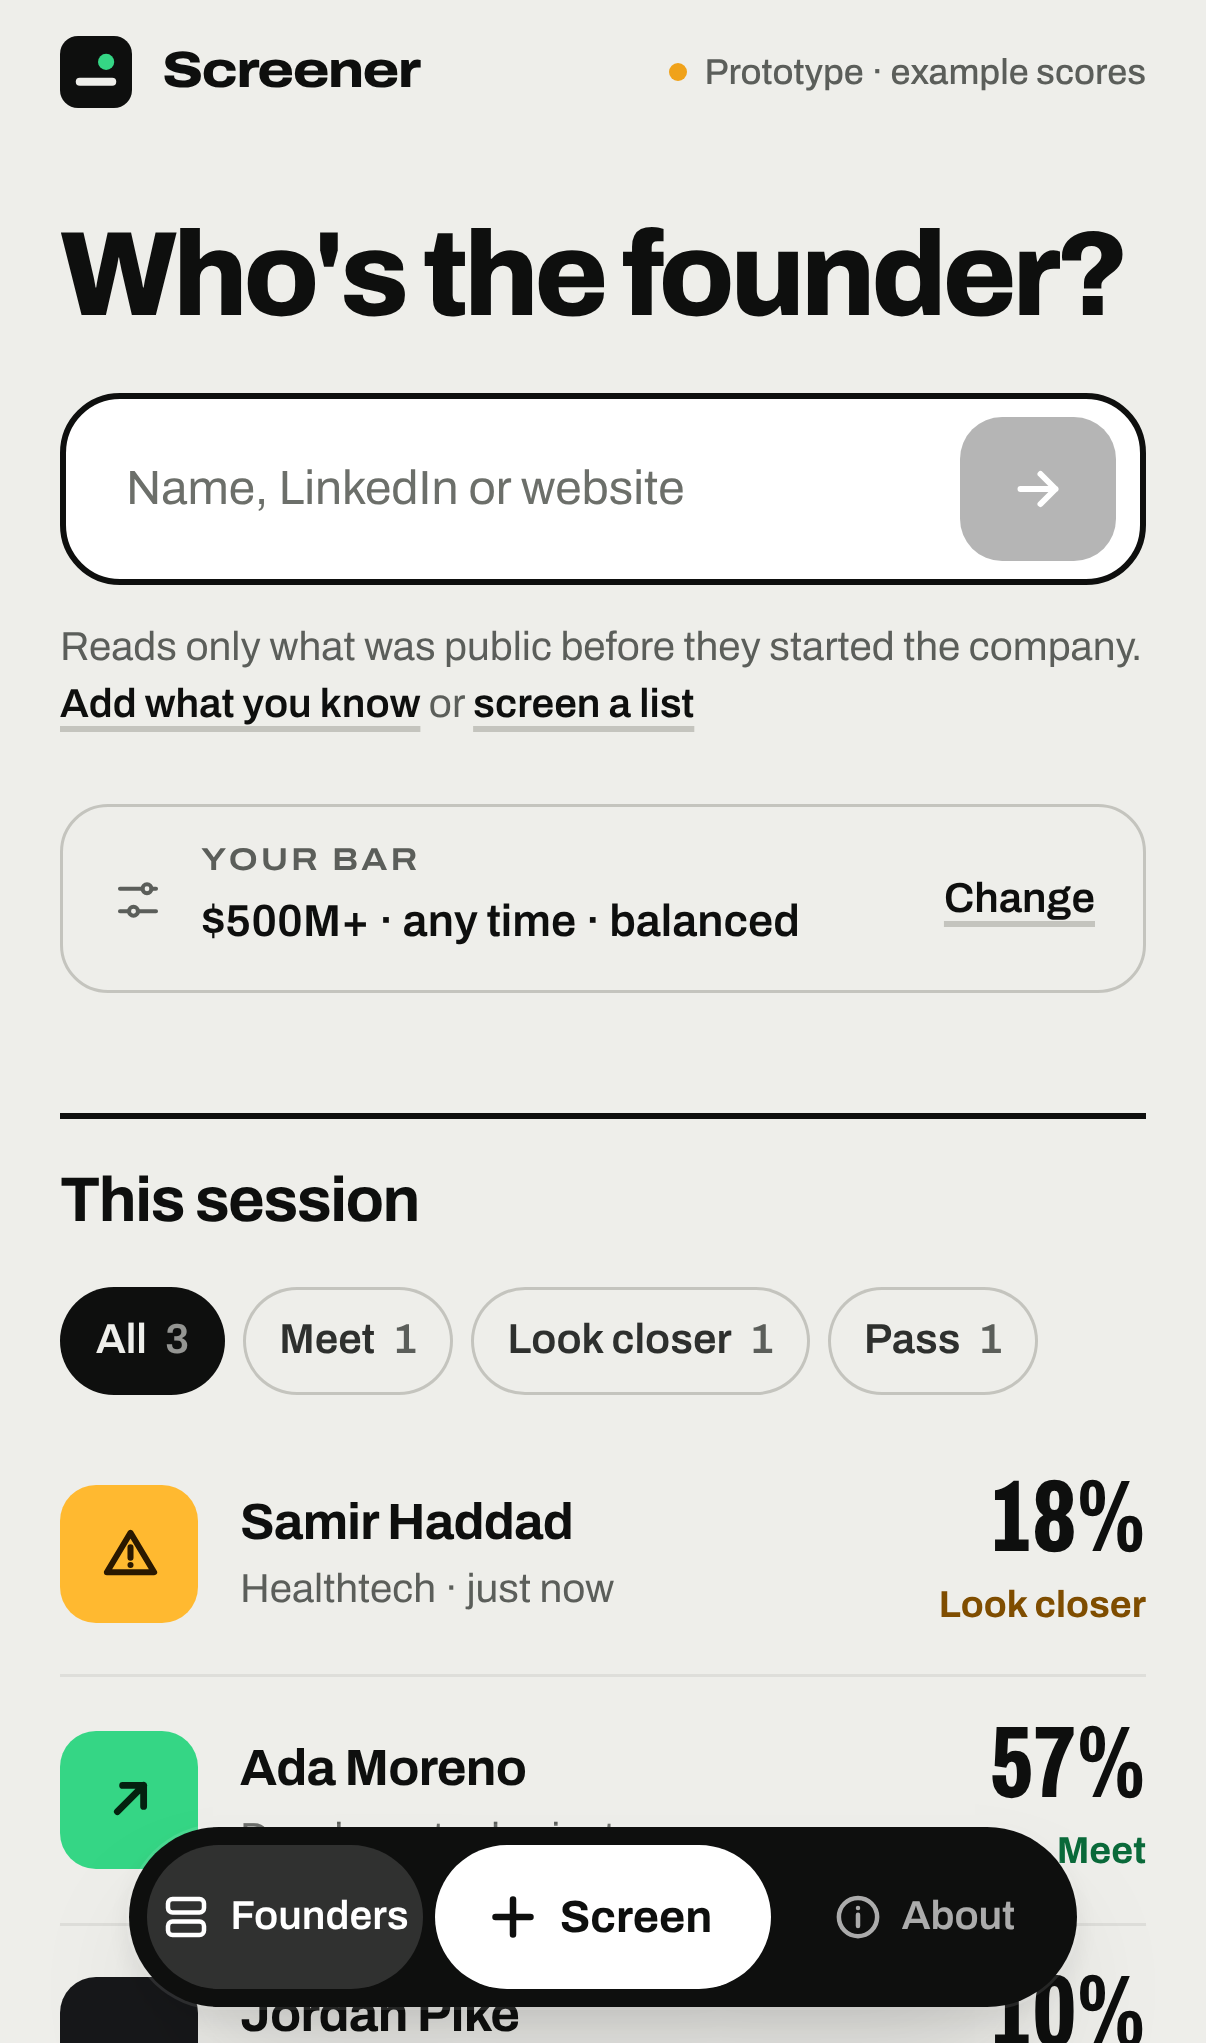 Screener
Prototype · example scores
Who's the founder?
Name, LinkedIn or website
Reads only what was public before they started the company.
Add what you know or screen a list
YOUR BAR
$500M+ · any time · balanced
Change
This session
All 3
Meet 1
Look closer 1
Pass 1
Samir Haddad
18%
Healthtech · just now
Look closer
Ada Moreno
57%
Meet
Founders
Screen
About
Jordan Pike
10%